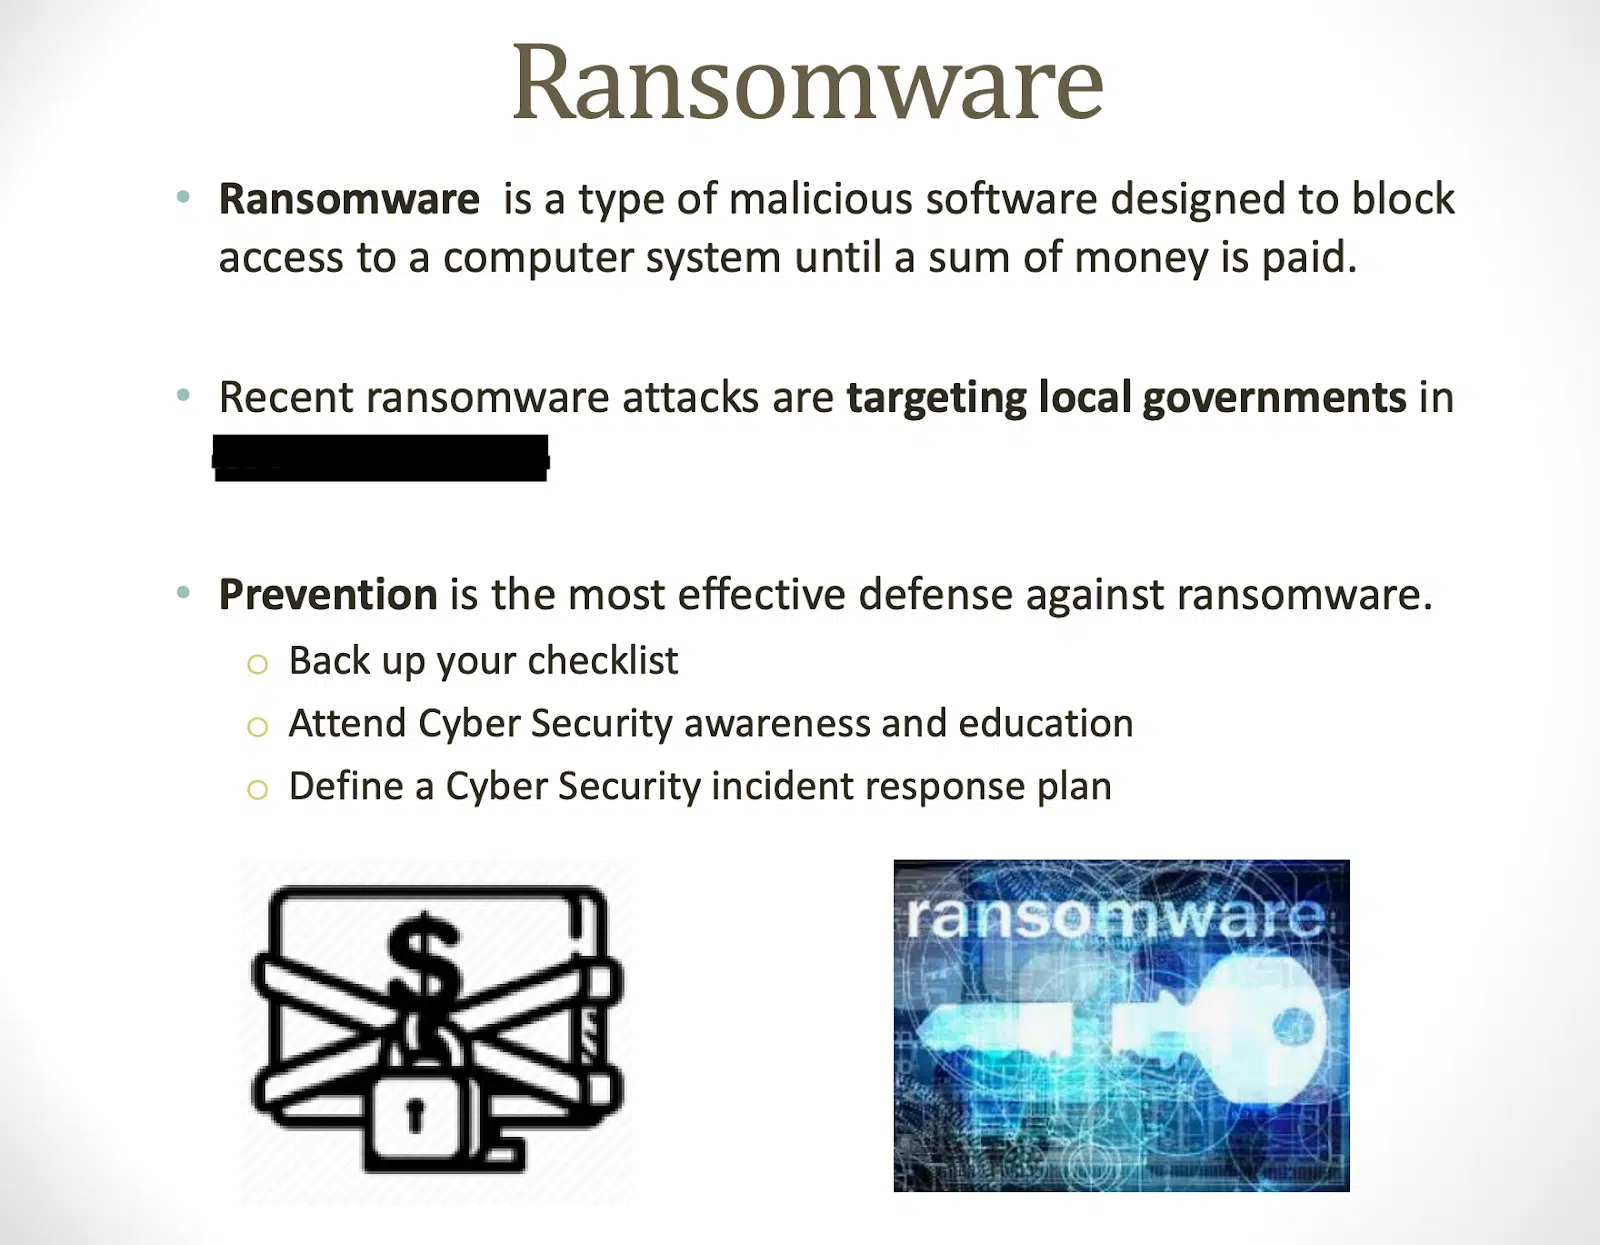 Ransomware
• Ransomware is a type of malicious software designed to block
access to a computer system until a sum of money is paid.
• Recent ransomware attacks are targeting local governments in
• Prevention is the most effective defense against ransomware.
o Back up your checklist
o Attend Cyber Security awareness and education
o Define a Cyber Security incident response plan
$
ransomware